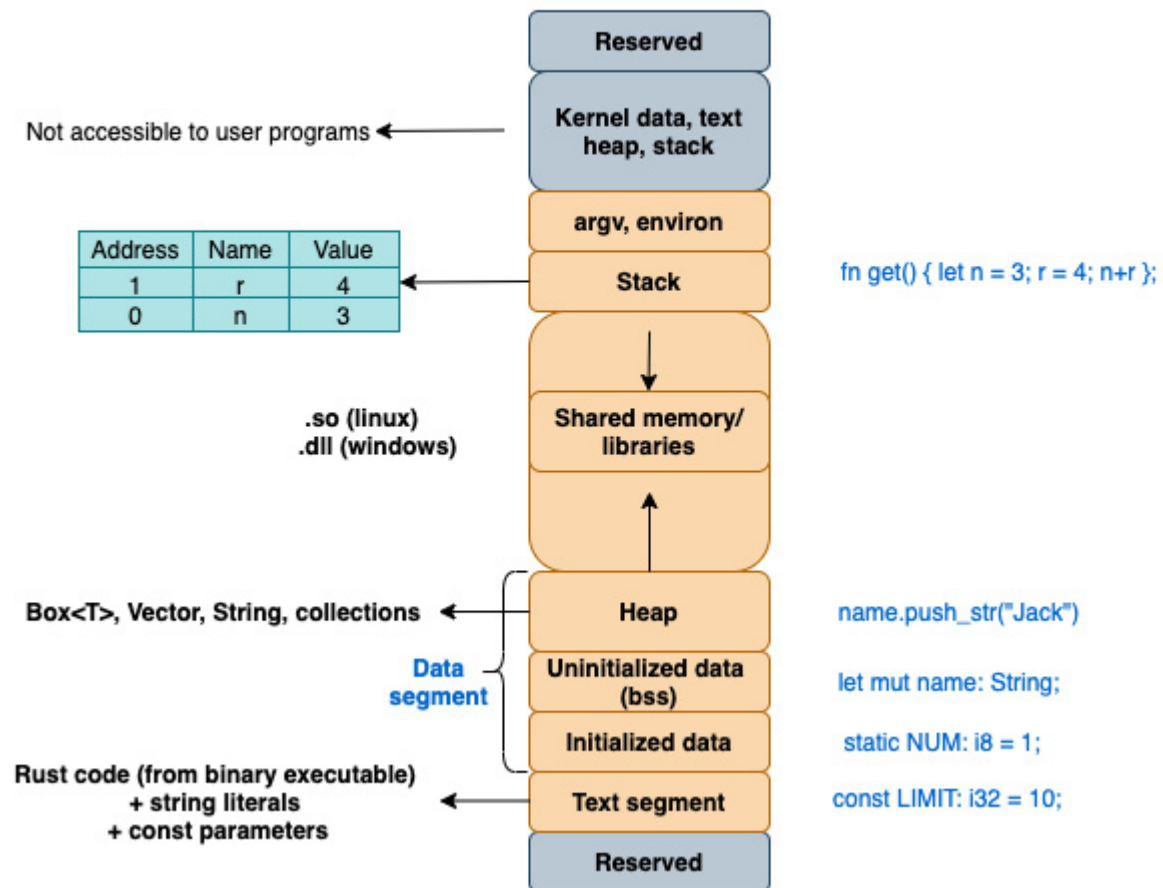 Reserved
Kernel data, text
heap, stack
Not accessible to user programs
argv, environ
Address Name Value
1 r 4
0 n 3
Stack
fn get() { let n = 3; r = 4; n+r };
.so (linux)
.dll (windows)
Shared memory/
libraries
Box<T>, Vector, String, collections
Heap
name.push_str("Jack")
Data
segment
Uninitialized data
(bss)
let mut name: String;
Initialized data
static NUM: i8 = 1;
Rust code (from binary executable)
+ string literals
+ const parameters
Text segment
const LIMIT: i32 = 10;
Reserved